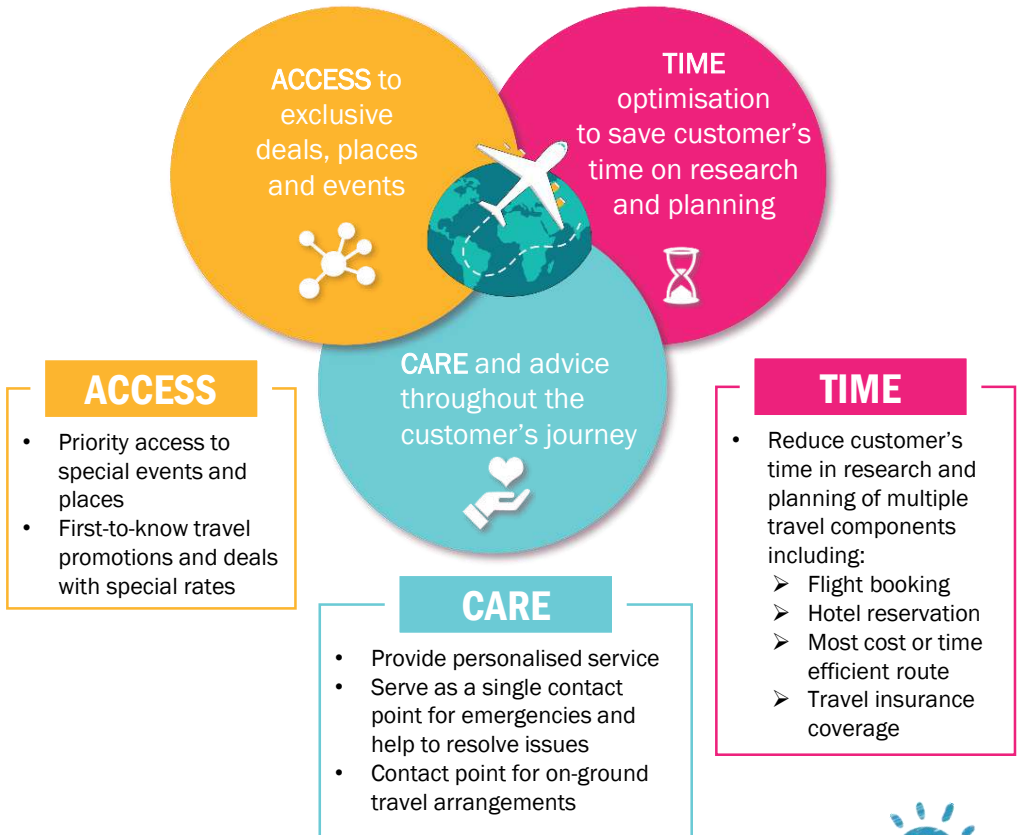 ACCESS to
exclusive
deals, places
and events
TIME
optimisation
to save customer's
time on research
and planning
CARE and advice
throughout the
customer's journey
ACCESS
• Priority access to
special events and
places
• First-to-know travel
promotions and deals
with special rates
CARE
• Provide personalised service
• Serve as a single contact
point for emergencies and
help to resolve issues
• Contact point for on-ground
travel arrangements
TIME
• Reduce customer's
time in research and
planning of multiple
travel components
including:
➢ Flight booking
➢ Hotel reservation
➢ Most cost or time
efficient route
➢ Travel insurance
coverage